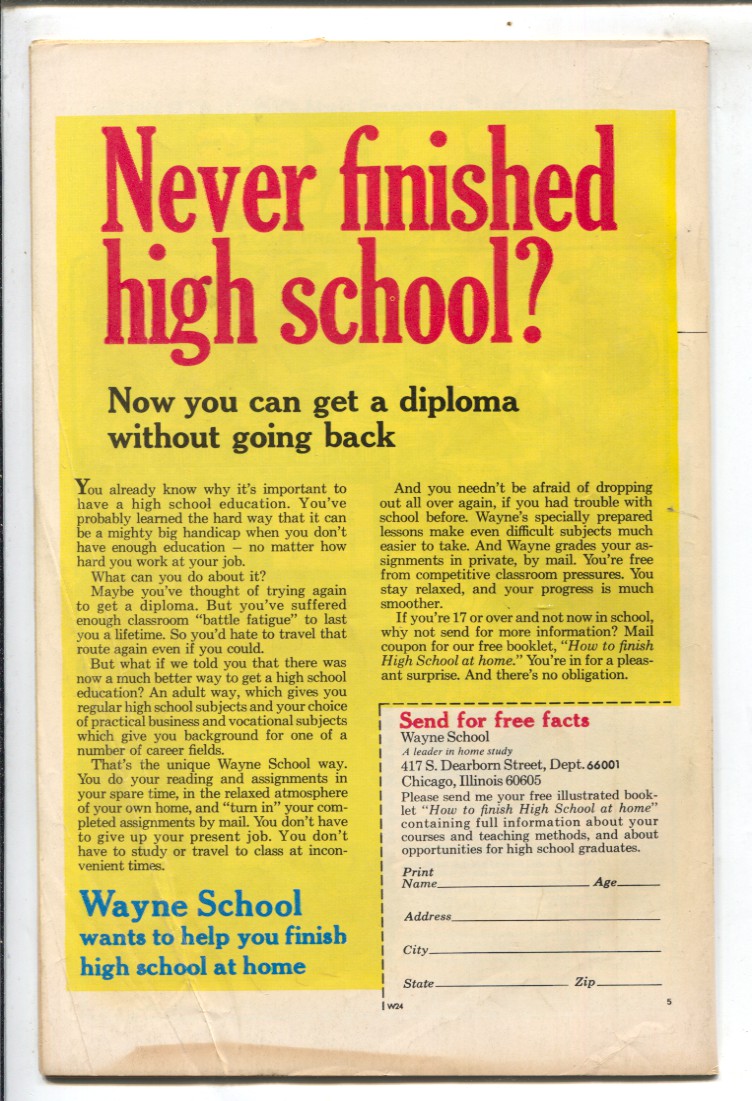 Never finished
high school?
Now you can get a diploma
without going back
You already know why it's important to
have a high school education. You've
probably learned the hard way that it can
be a mighty big handicap when you don't
have enough education – no matter how
hard you work at your job.
What can you do about it?
Maybe you've thought of trying again
to get a diploma. But you've suffered
enough classroom "battle fatigue" to last
you a lifetime. So you'd hate to travel that
route again even if you could.
But what if we told you that there was
now a much better way to get a high school
education? An adult way, which gives you
regular high school subjects and your choice
of practical business and vocational subjects
which give you background for one of a
number of career fields.
That's the unique Wayne School way.
You do your reading and assignments in
your spare time, in the relaxed atmosphere
of your own home, and "turn in" your com-
pleted assignments by mail. You don't have
to give up your present job. You don't
have to study or travel to class at incon-
venient times.
Wayne School
wants to help you finish
high school at home
And you needn't be afraid of dropping
out all over again, if you had trouble with
school before. Wayne's specially prepared
lessons make even difficult subjects much
easier to take. And Wayne grades your as-
signments in private, by mail. You're free
from competitive classroom pressures. You
stay relaxed, and your progress is much
smoother.
If you're 17 or over and not now in school,
why not send for more information? Mail
coupon for our free booklet, "How to finish
High School at home." You're in for a pleas-
ant surprise. And there's no obligation.
Send for free facts
Wayne School
A leader in home study
417 S. Dearborn Street, Dept. 66001
Chicago, Illinois 60605
Please send me your free illustrated book-
let "How to finish High School at home"
containing full information about your
courses and teaching methods, and about
opportunities for high school graduates.
Print
Name Age
Address
City
State Zip
W24 5